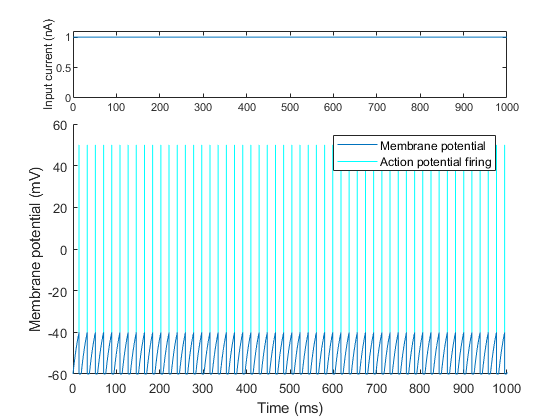 Input current (nA)
1
0.5
0
0 100 200 300 400 500 600 700 800 900 1000
Membrane potential (mV)
60
40
20
0
-20
-40
-60
Membrane potential
Action potential firing
0 100 200 300 400 500 600 700 800 900 1000
Time (ms)